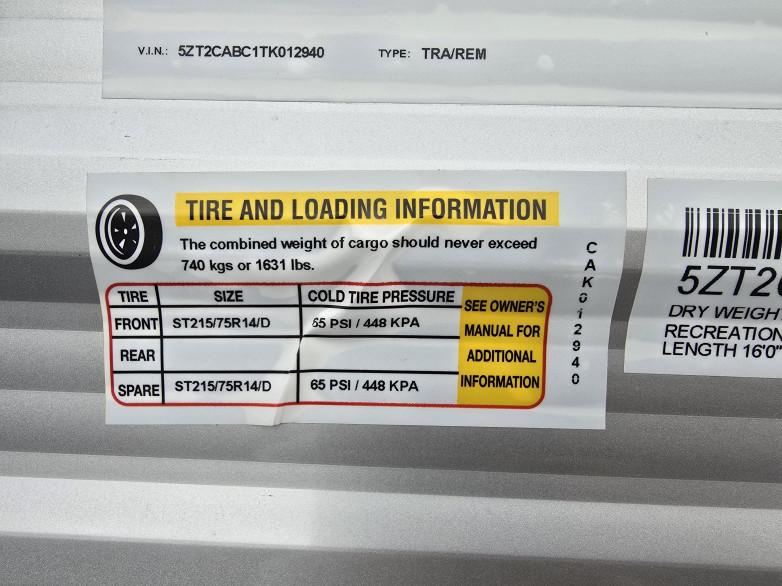 V.I.N.: 5ZT2CABC1TK012940 TYPE: TRA/REM
TIRE AND LOADING INFORMATION
The combined weight of cargo should never exceed
740 kgs or 1631 lbs.
TIRE SIZE COLD TIRE PRESSURE SEE OWNER'S
FRONT ST215/75R14/D 65 PSI / 448 KPA MANUAL FOR
REAR ADDITIONAL
SPARE ST215/75R14/D 65 PSI / 448 KPA INFORMATION
CAK012940
5ZT2
DRY WEIGHT
RECREATION
LENGTH 16'0"